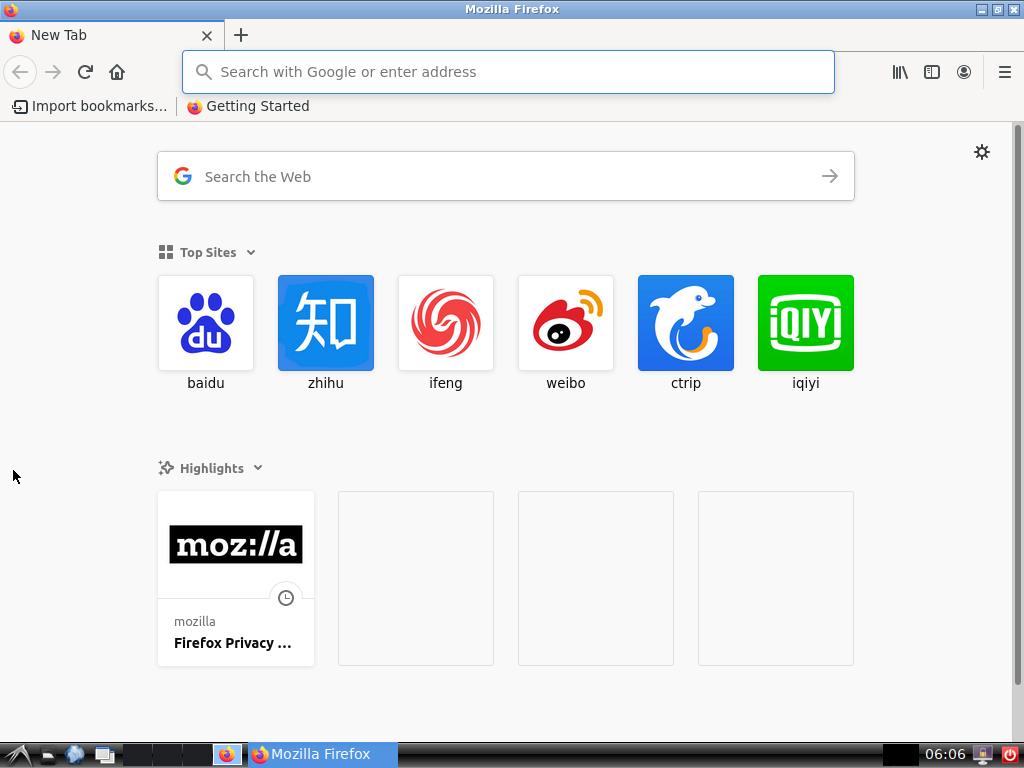 Mozilla Firefox
New Tab
Search with Google or enter address
Import bookmarks… Getting Started
Search the Web
Top Sites
du 知 iQIYI
baidu zhihu ifeng weibo ctrip iqiyi
Highlights
moz://a
mozilla
Firefox Privacy …
Mozilla Firefox 06:06